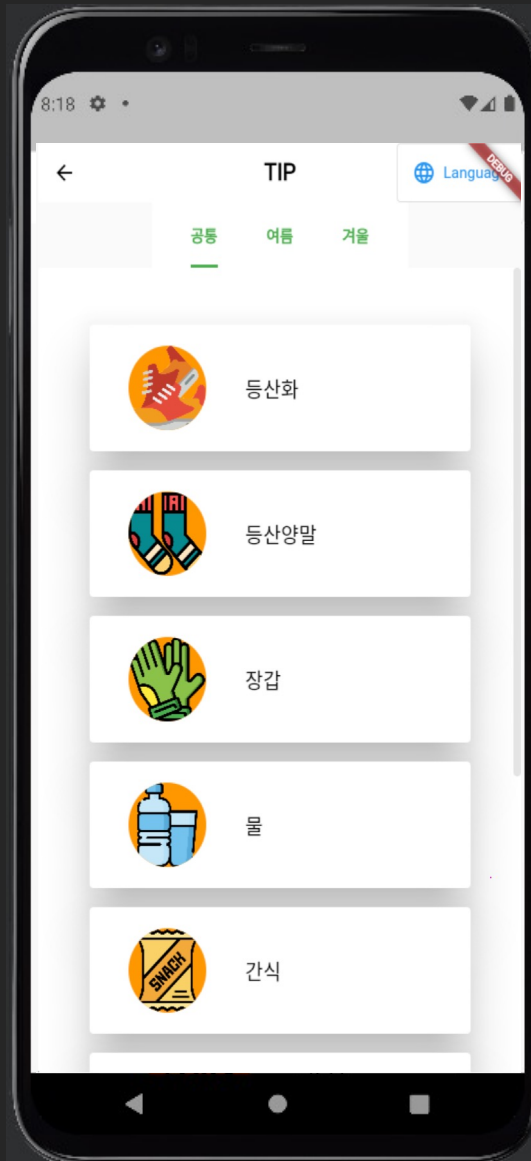 8:18
TIP
Language
DEBUG
공통 여름 겨울
등산화
등산양말
장갑
물
SNACK
간식